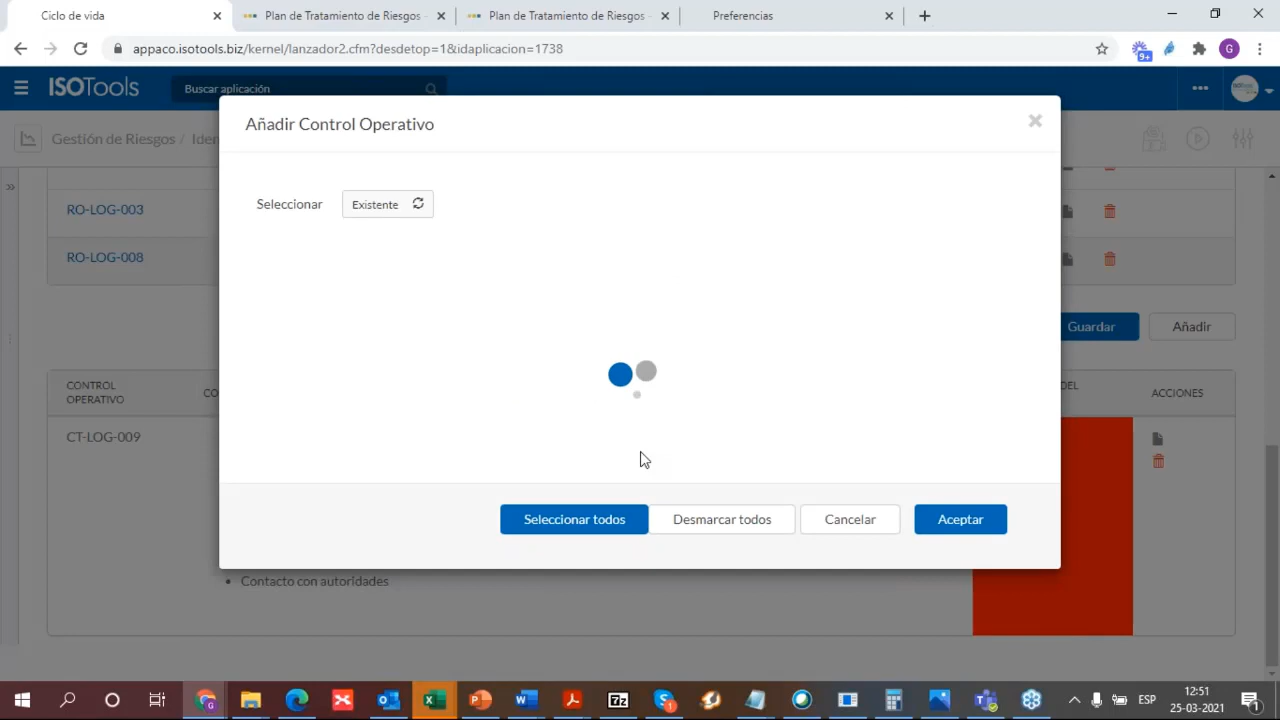 Ciclo de vida
Plan de Tratamiento de Riesgos -
Plan de Tratamiento de Riesgos -
Preferencias
appaco.isotools.biz/kernel/lanzador2.cfm?desdetop=1&idaplicacion=1738
9+
G
ISOTools
Buscar aplicación
Gestión de Riesgos / Iden
Añadir Control Operativo
Seleccionar
Existente
RO-LOG-003
RO-LOG-008
Guardar
Añadir
CONTROL
OPERATIVO
CO
DEL
ACCIONES
CT-LOG-009
Seleccionar todos
Desmarcar todos
Cancelar
Aceptar
Contacto con autoridades
ESP
12:51
25-03-2021